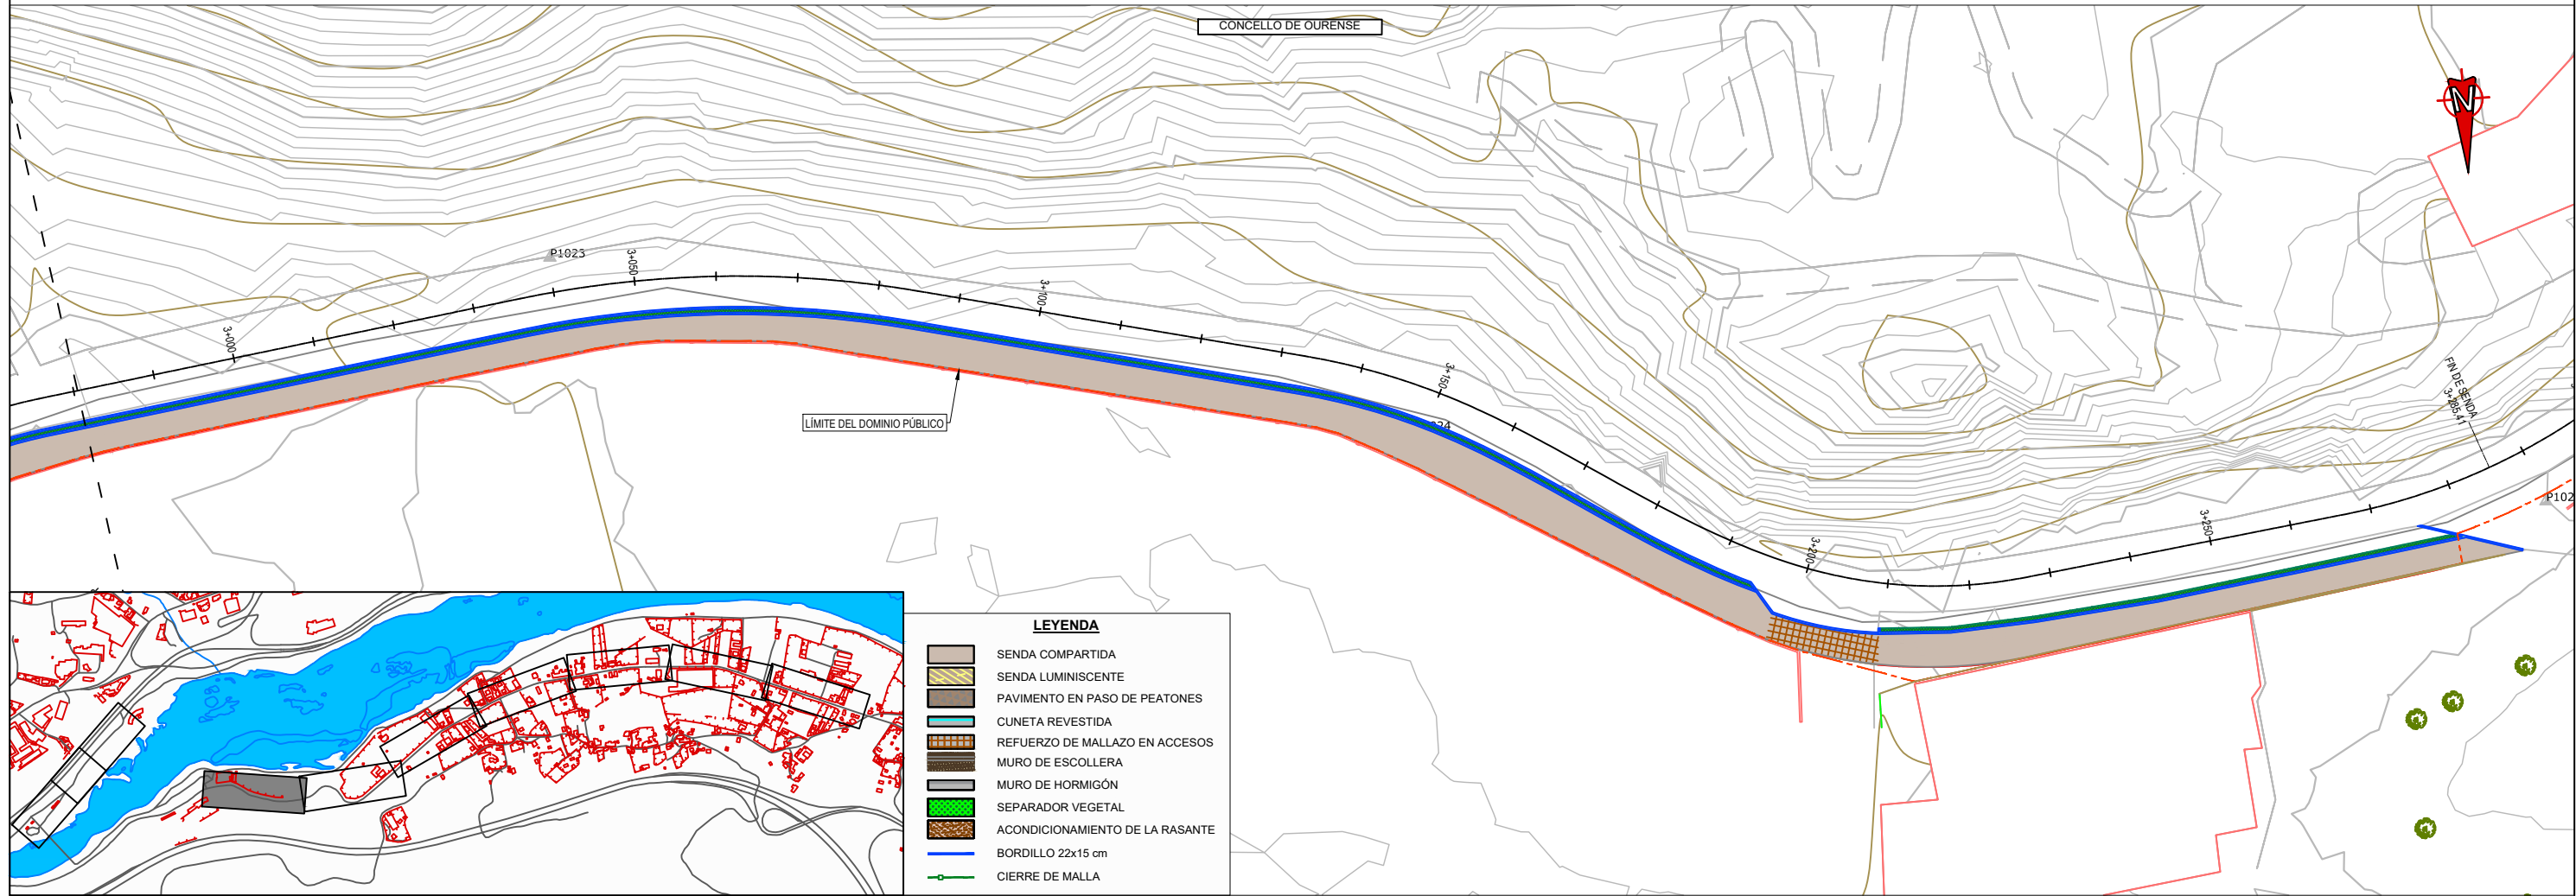 CONCELLO DE OURENSE
N
P1023
3+000
3+050
3+100
3+150
3+200
3+250
FIN DE SENDA
3+285.41
P102
LÍMITE DEL DOMINIO PÚBLICO
LEYENDA
SENDA COMPARTIDA
SENDA LUMINISCENTE
PAVIMENTO EN PASO DE PEATONES
CUNETA REVESTIDA
REFUERZO DE MALLAZO EN ACCESOS
MURO DE ESCOLLERA
MURO DE HORMIGÓN
SEPARADOR VEGETAL
ACONDICIONAMIENTO DE LA RASANTE
BORDILLO 22x15 cm
CIERRE DE MALLA